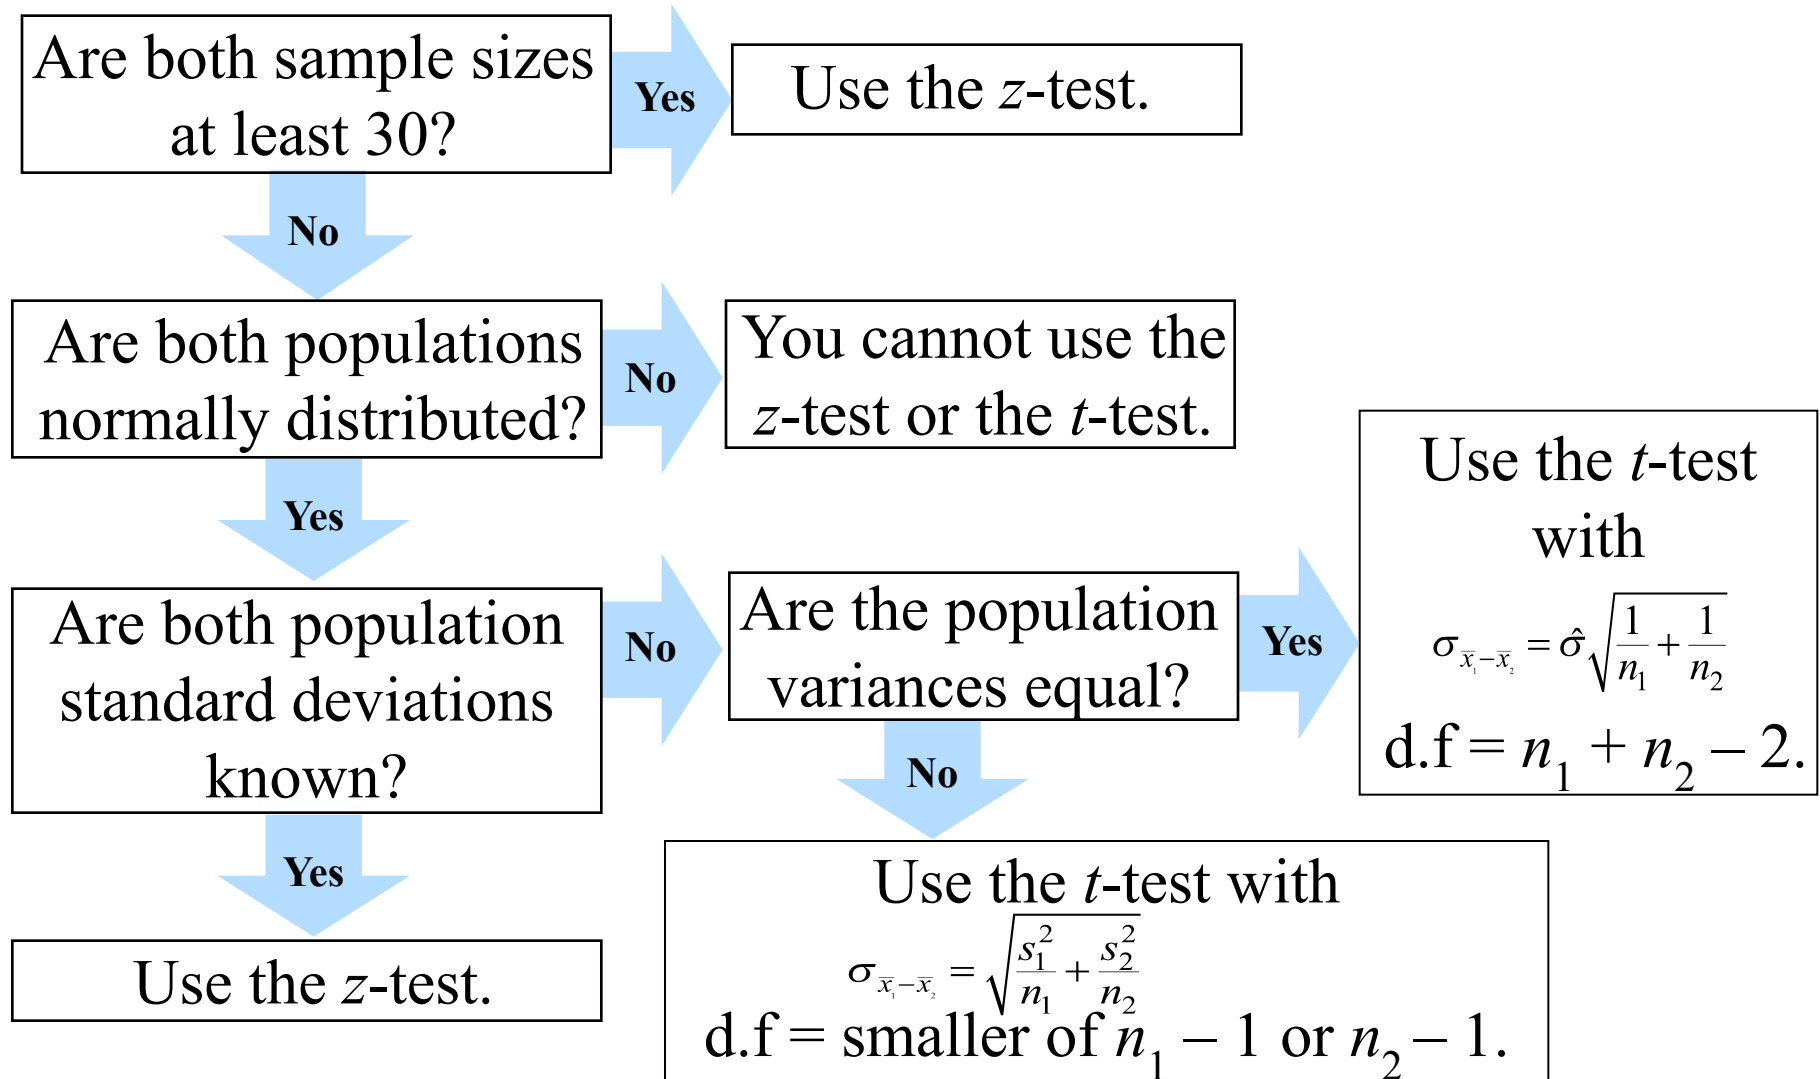 Are both sample sizes
at least 30?
Yes
Use the z-test.
No
Are both populations
normally distributed?
No
You cannot use the
z-test or the t-test.
Yes
Are both population
standard deviations
known?
No
Are the population
variances equal?
Yes
Use the t-test
with
σ_{x̄₁−x̄₂} = σ̂√(1/n₁ + 1/n₂)
d.f = n₁ + n₂ – 2.
No
Use the t-test with
σ_{x̄₁−x̄₂} = √(s₁²/n₁ + s₂²/n₂)
d.f = smaller of n₁ – 1 or n₂ – 1.
Yes
Use the z-test.